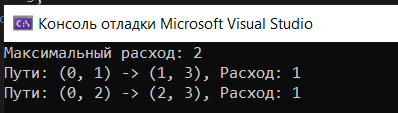 Консоль отладки Microsoft Visual Studio
Максимальный расход: 2
Пути: (0, 1) -> (1, 3), Расход: 1
Пути: (0, 2) -> (2, 3), Расход: 1